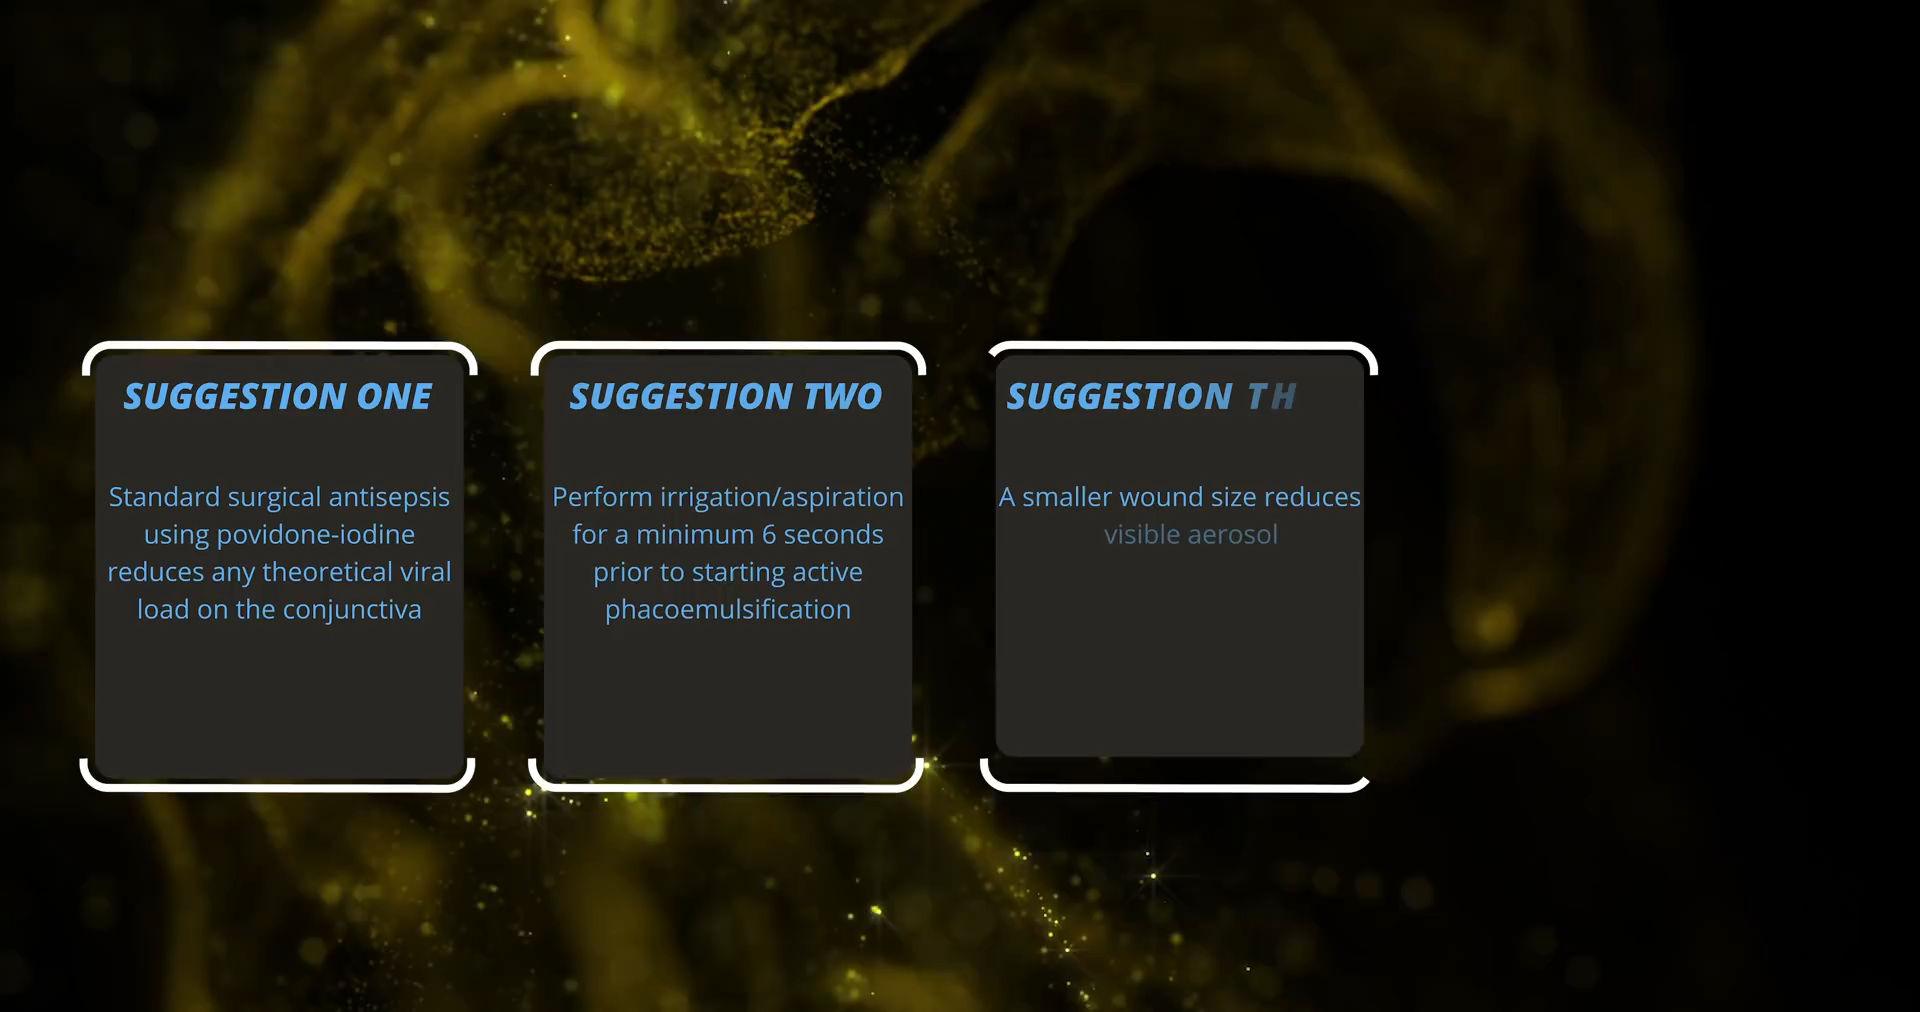 SUGGESTION ONE
Standard surgical antisepsis
using povidone-iodine
reduces any theoretical viral
load on the conjunctiva
SUGGESTION TWO
Perform irrigation/aspiration
for a minimum 6 seconds
prior to starting active
phacoemulsification
SUGGESTION TH
A smaller wound size reduces
visible aerosol